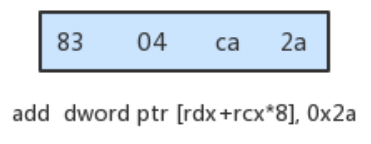 83 04 ca 2a
add dword ptr [rdx+rcx*8], 0x2a